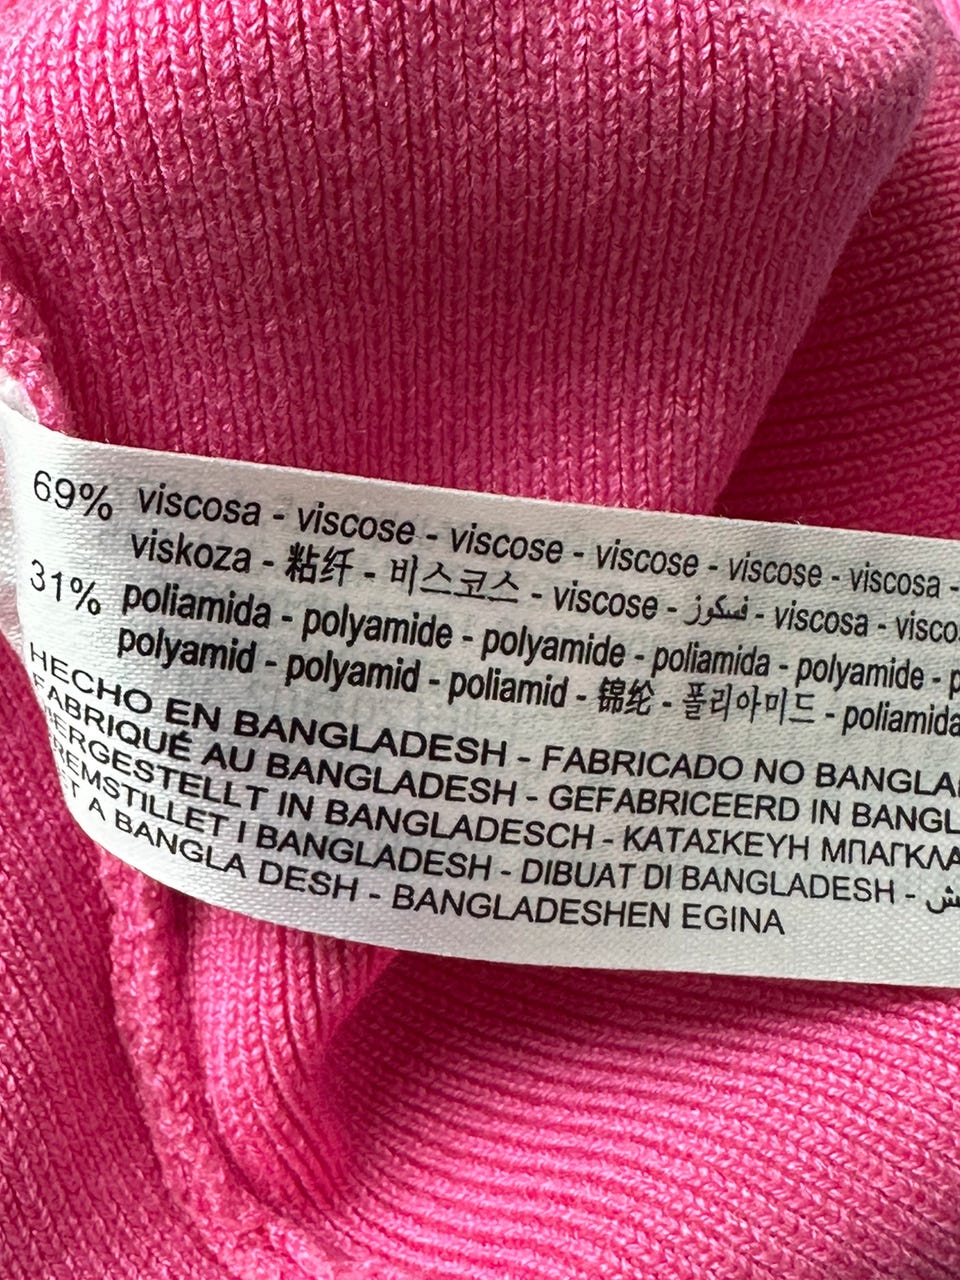 69% viscosa - viscose - viscose - viscose - viscose - viscosa -
viskoza - 粘纤 - 비스코스 - viscose - فسكوز - viscosa - visco
31% poliamida - polyamide - polyamide - poliamida - polyamide - p
polyamid - polyamid - poliamid - 锦纶 - 폴리아미드 - poliamida
HECHO EN BANGLADESH - FABRICADO NO BANGLA
FABRIQUÉ AU BANGLADESH - GEFABRICEERD IN BANGL
HERGESTELLT IN BANGLADESCH - ΚΑΤΑΣΚΕΥΗ ΜΠΑΓΚΛΑ
REMSTILLET I BANGLADESH - DIBUAT DI BANGLADESH -
T A BANGLA DESH - BANGLADESHEN EGINA